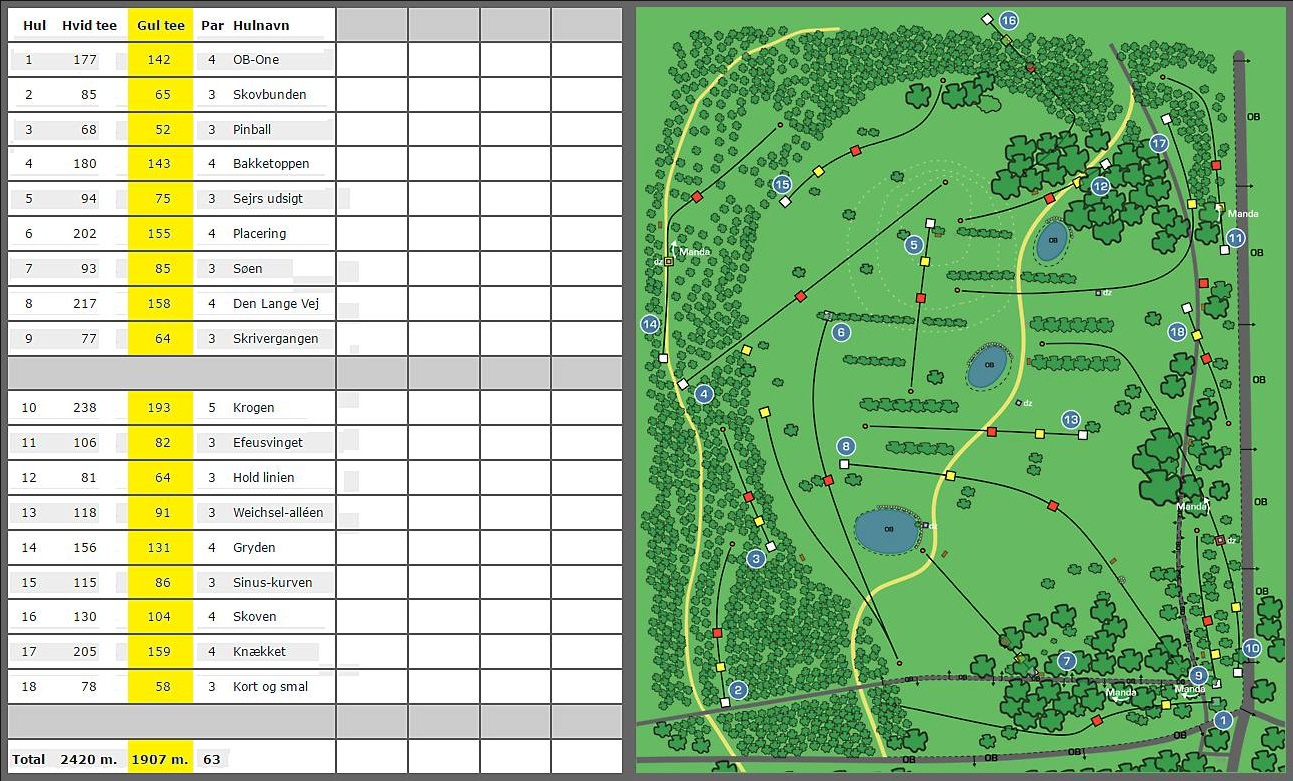 Hul Hvid tee Gul tee Par Hulnavn
1 177 142 4 OB-One
2 85 65 3 Skovbunden
3 68 52 3 Pinball
4 180 143 4 Bakketoppen
5 94 75 3 Sejrs udsigt
6 202 155 4 Placering
7 93 85 3 Søen
8 217 158 4 Den Lange Vej
9 77 64 3 Skrivergangen
10 238 193 5 Krogen
11 106 82 3 Efeusvinget
12 81 64 3 Hold linien
13 118 91 3 Weichsel-alléen
14 156 131 4 Gryden
15 115 86 3 Sinus-kurven
16 130 104 4 Skoven
17 205 159 4 Knækket
18 78 58 3 Kort og smal
Total 2420 m. 1907 m. 63
16
OB
17
15
12
Manda
11
5
OB
Manda
OB
dz
dz
14
6
18
OB
OB
4
dz
13
8
OB
Manda
OB
dz
dz
3
OB
7
10
9
2
Manda
Manda
1
OB
OB
OB
OB